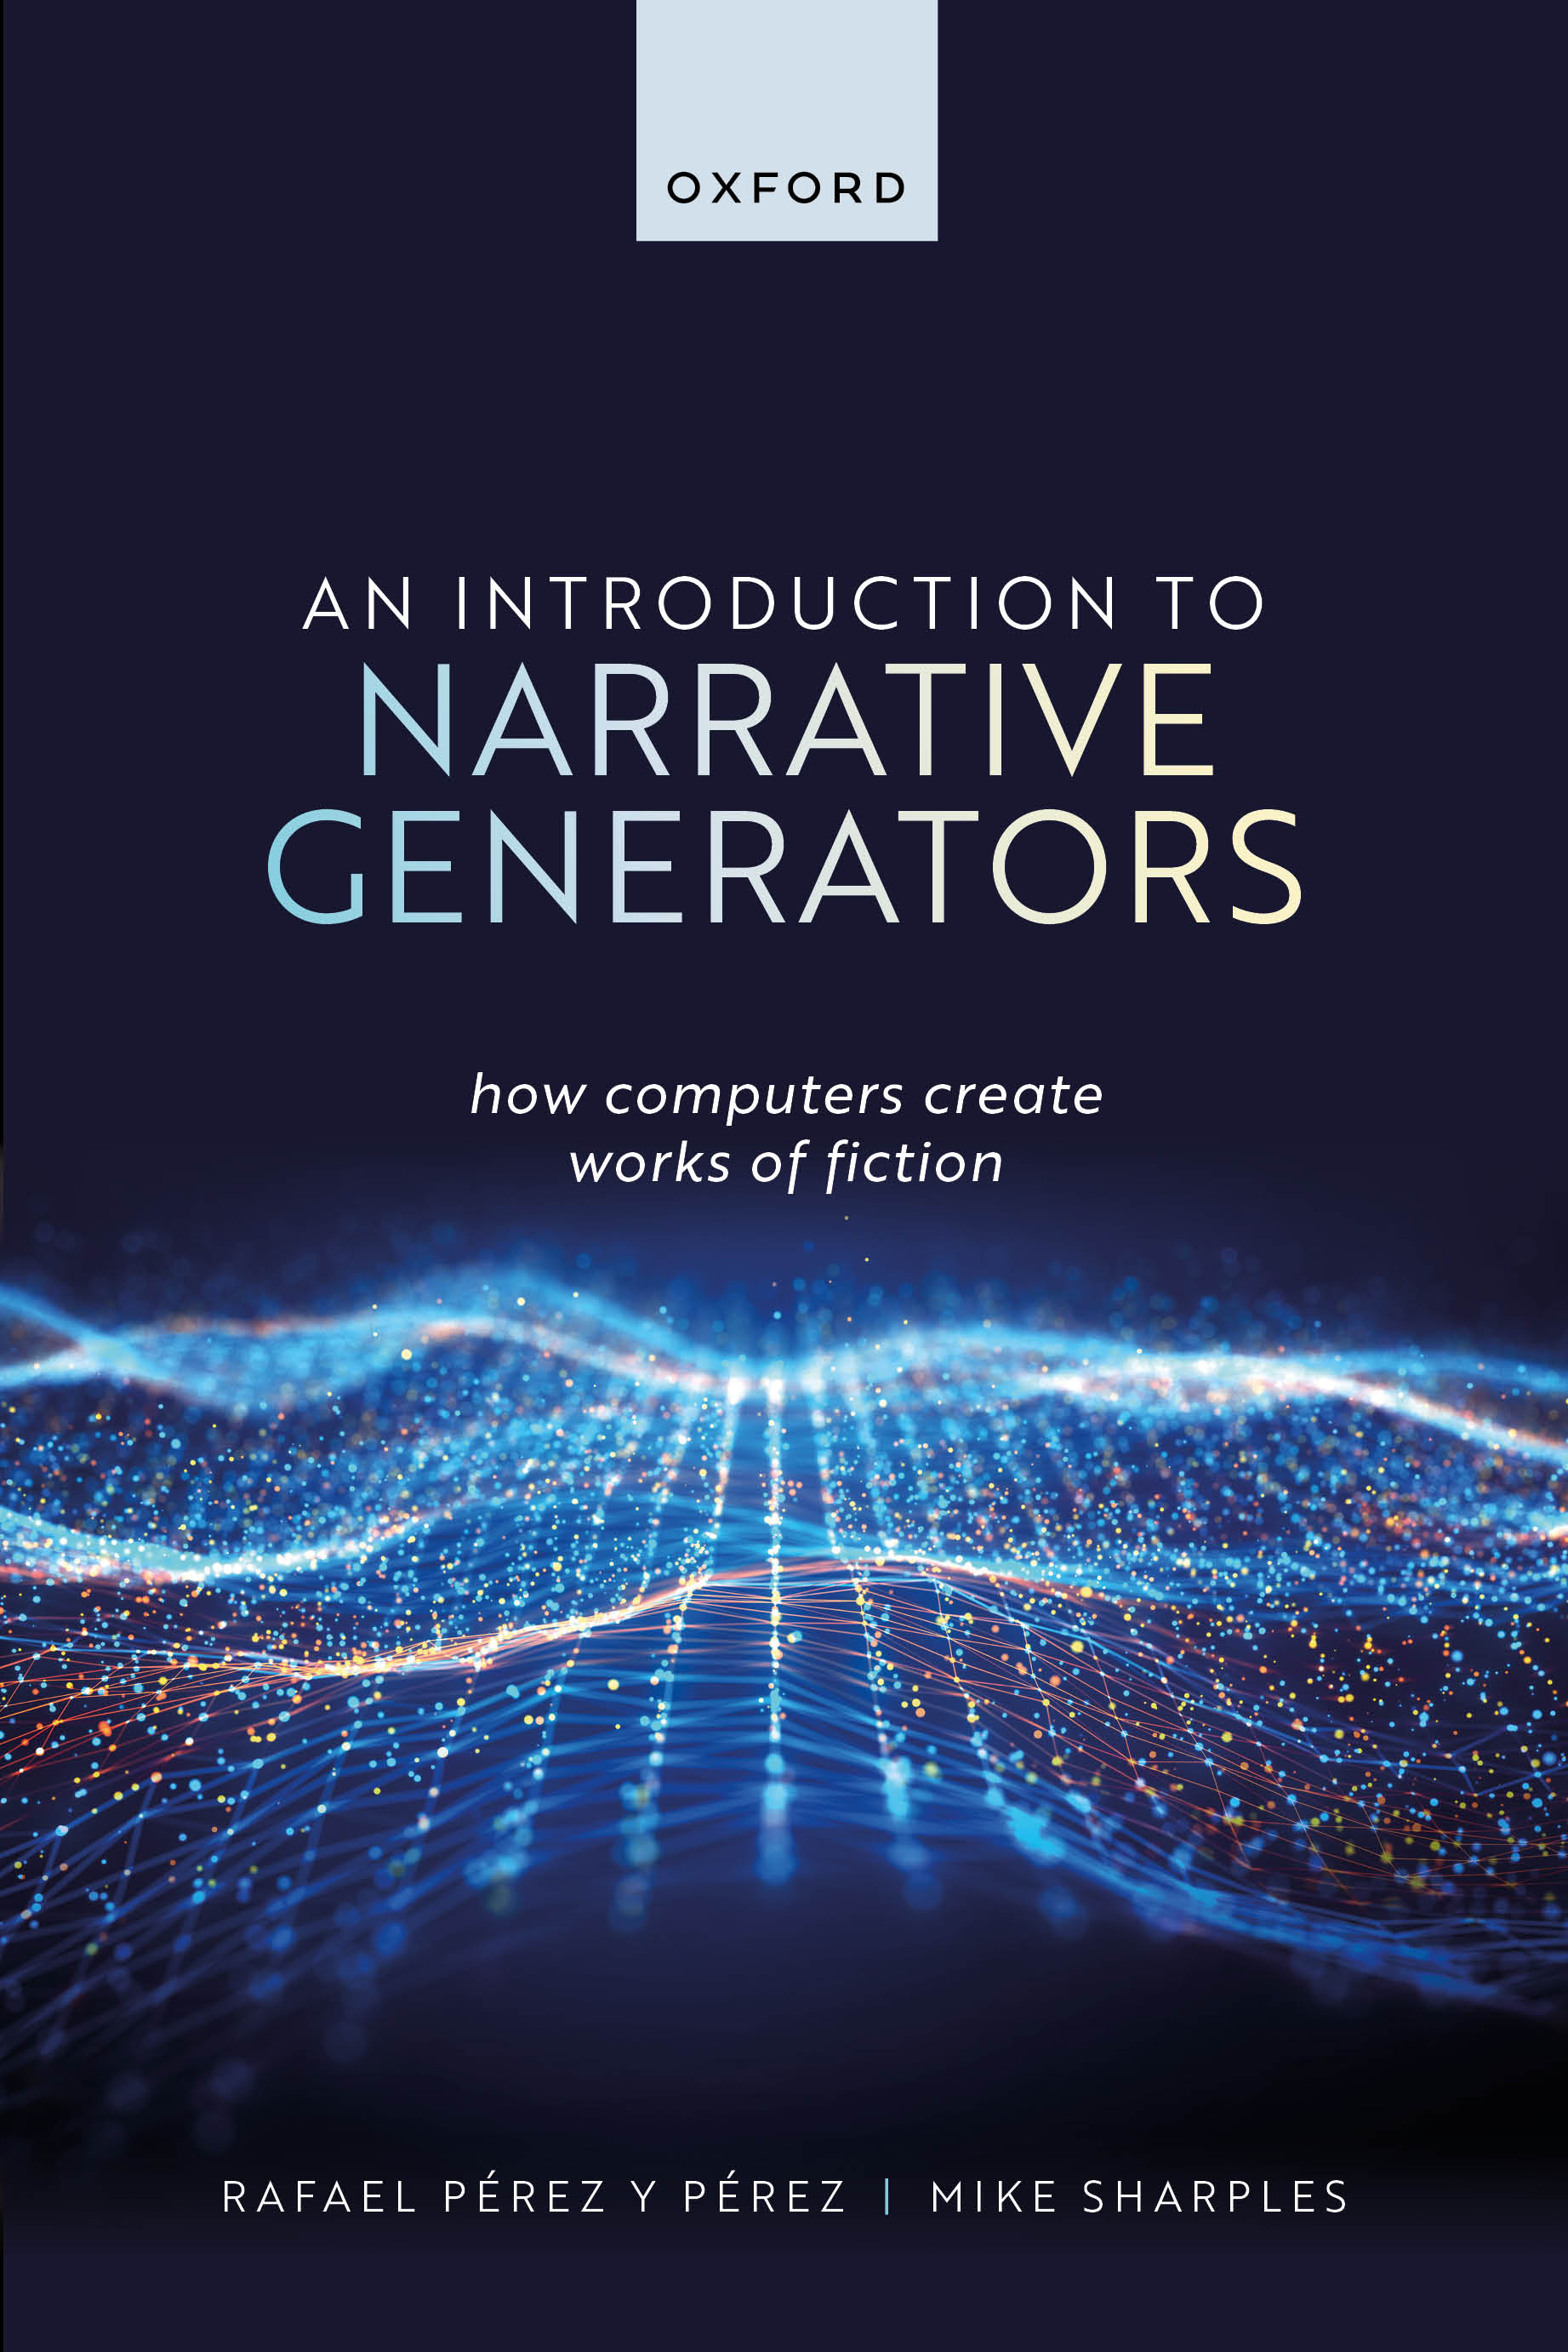 OXFORD
AN INTRODUCTION TO
NARRATIVE
GENERATORS
how computers create
works of fiction
RAFAEL PÉREZ Y PÉREZ | MIKE SHARPLES